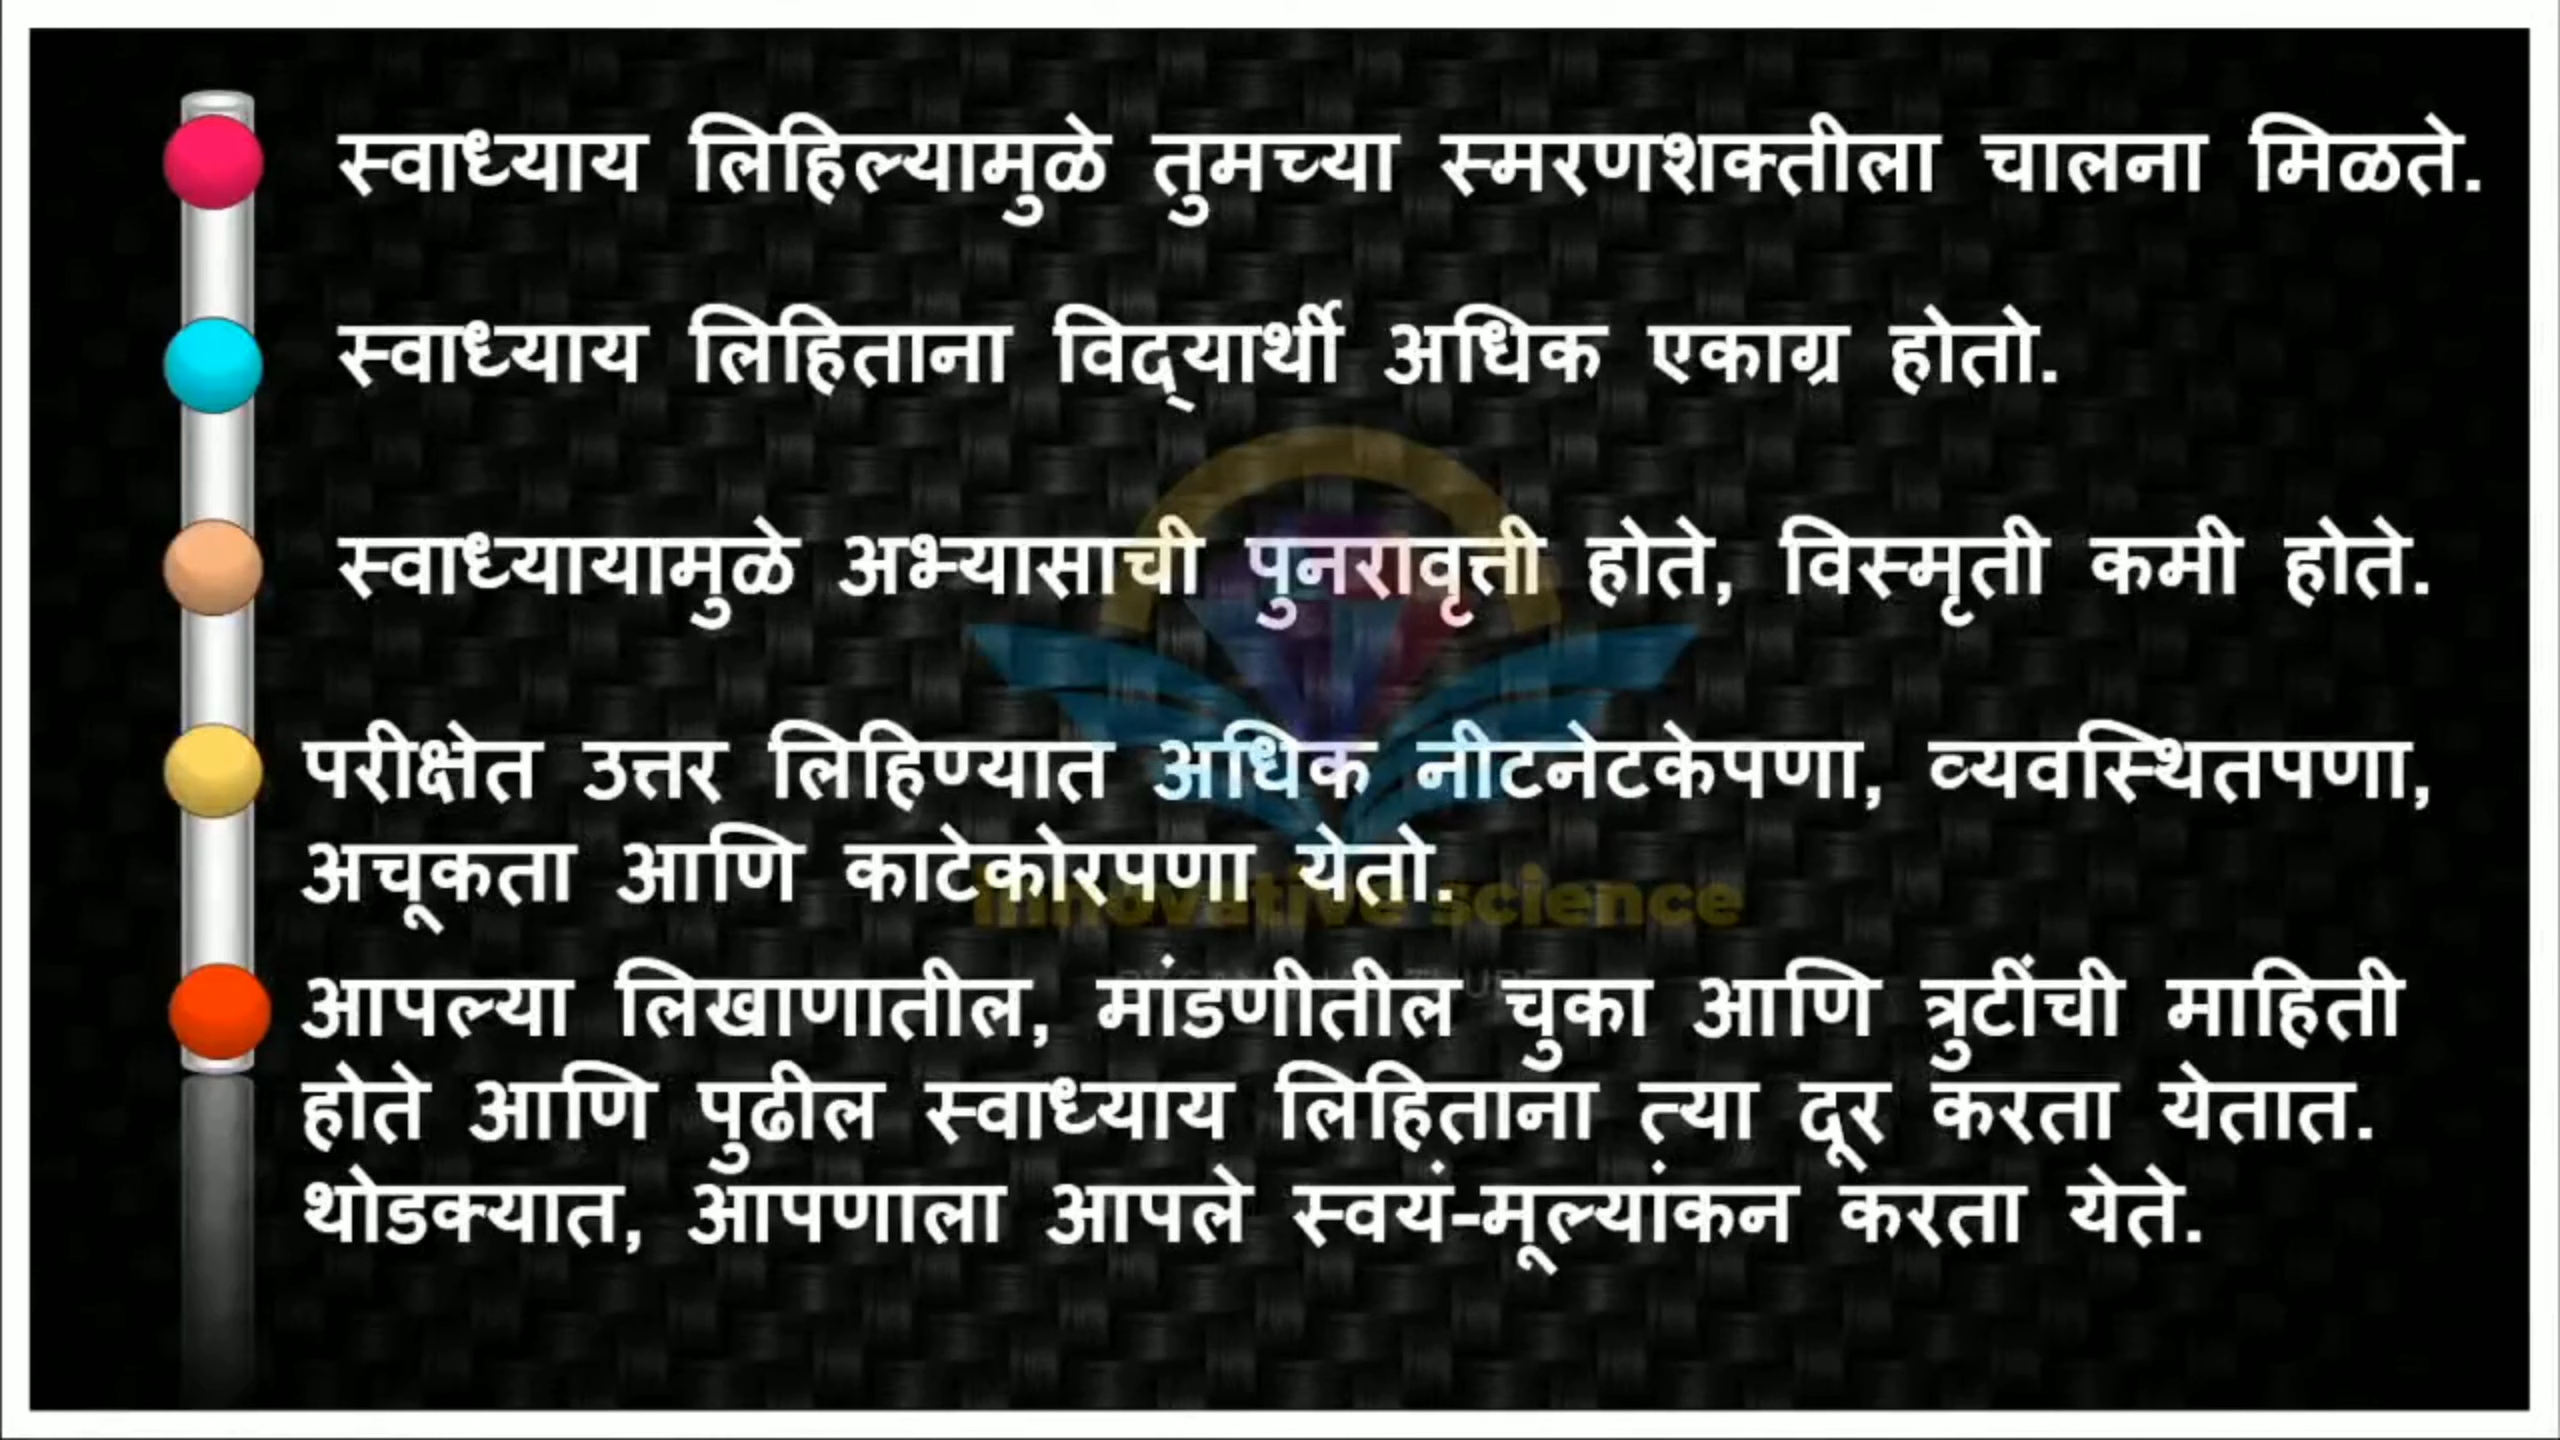 स्वाध्याय लिहिल्यामुळे तुमच्या स्मरणशक्तीला चालना मिळते.
स्वाध्याय लिहिताना विद्‌यार्थी अधिक एकाग्र होतो.
स्वाध्यायामुळे अभ्यासाची पुनरावृत्ती होते, विस्मृती कमी होते.
परीक्षेत उत्तर लिहिण्यात अधिक नीटनेटकेपणा, व्यवस्थितपणा,
अचूकता आणि काटेकोरपणा येतो.
innovative science
आपल्या लिखाणातील, मांडणीतील चुका आणि त्रुटींची माहिती
होते आणि पुढील स्वाध्याय लिहिताना त्या दूर करता येतात.
थोडक्यात, आपणाला आपले स्वयं-मूल्यांकन करता येते.